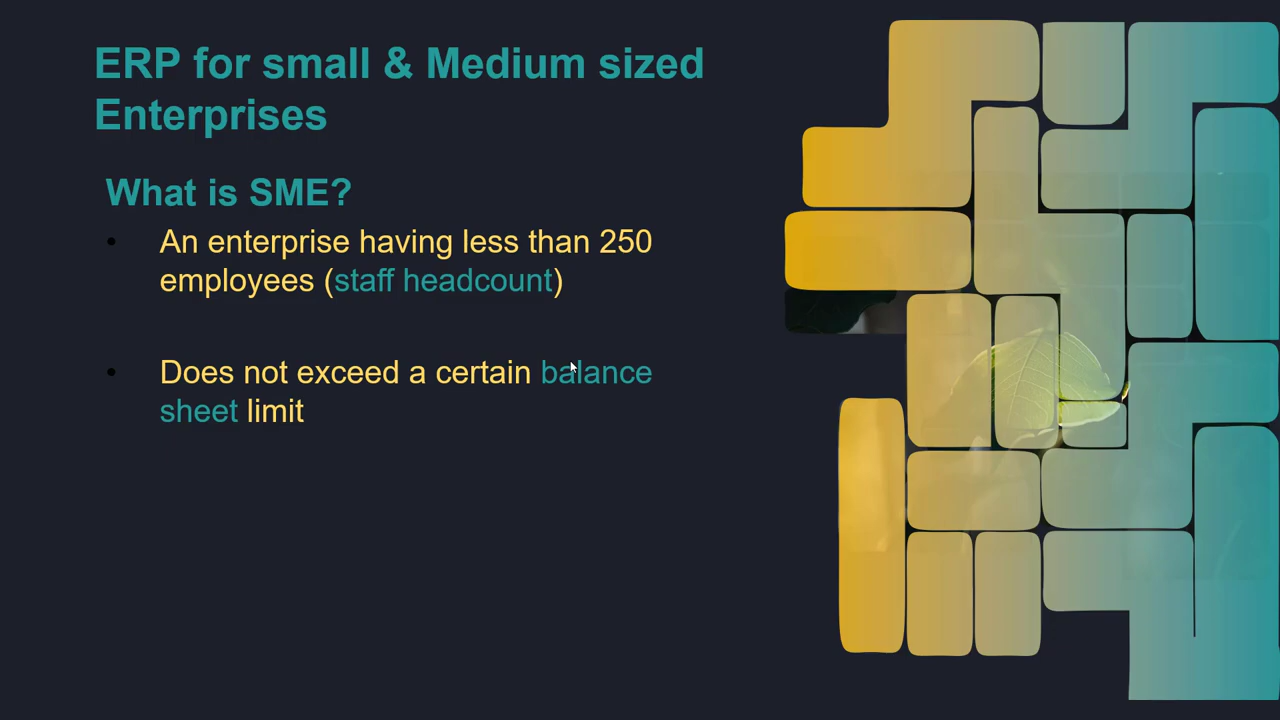 ERP for small & Medium sized
Enterprises
What is SME?
• An enterprise having less than 250
employees (staff headcount)
• Does not exceed a certain balance
sheet limit